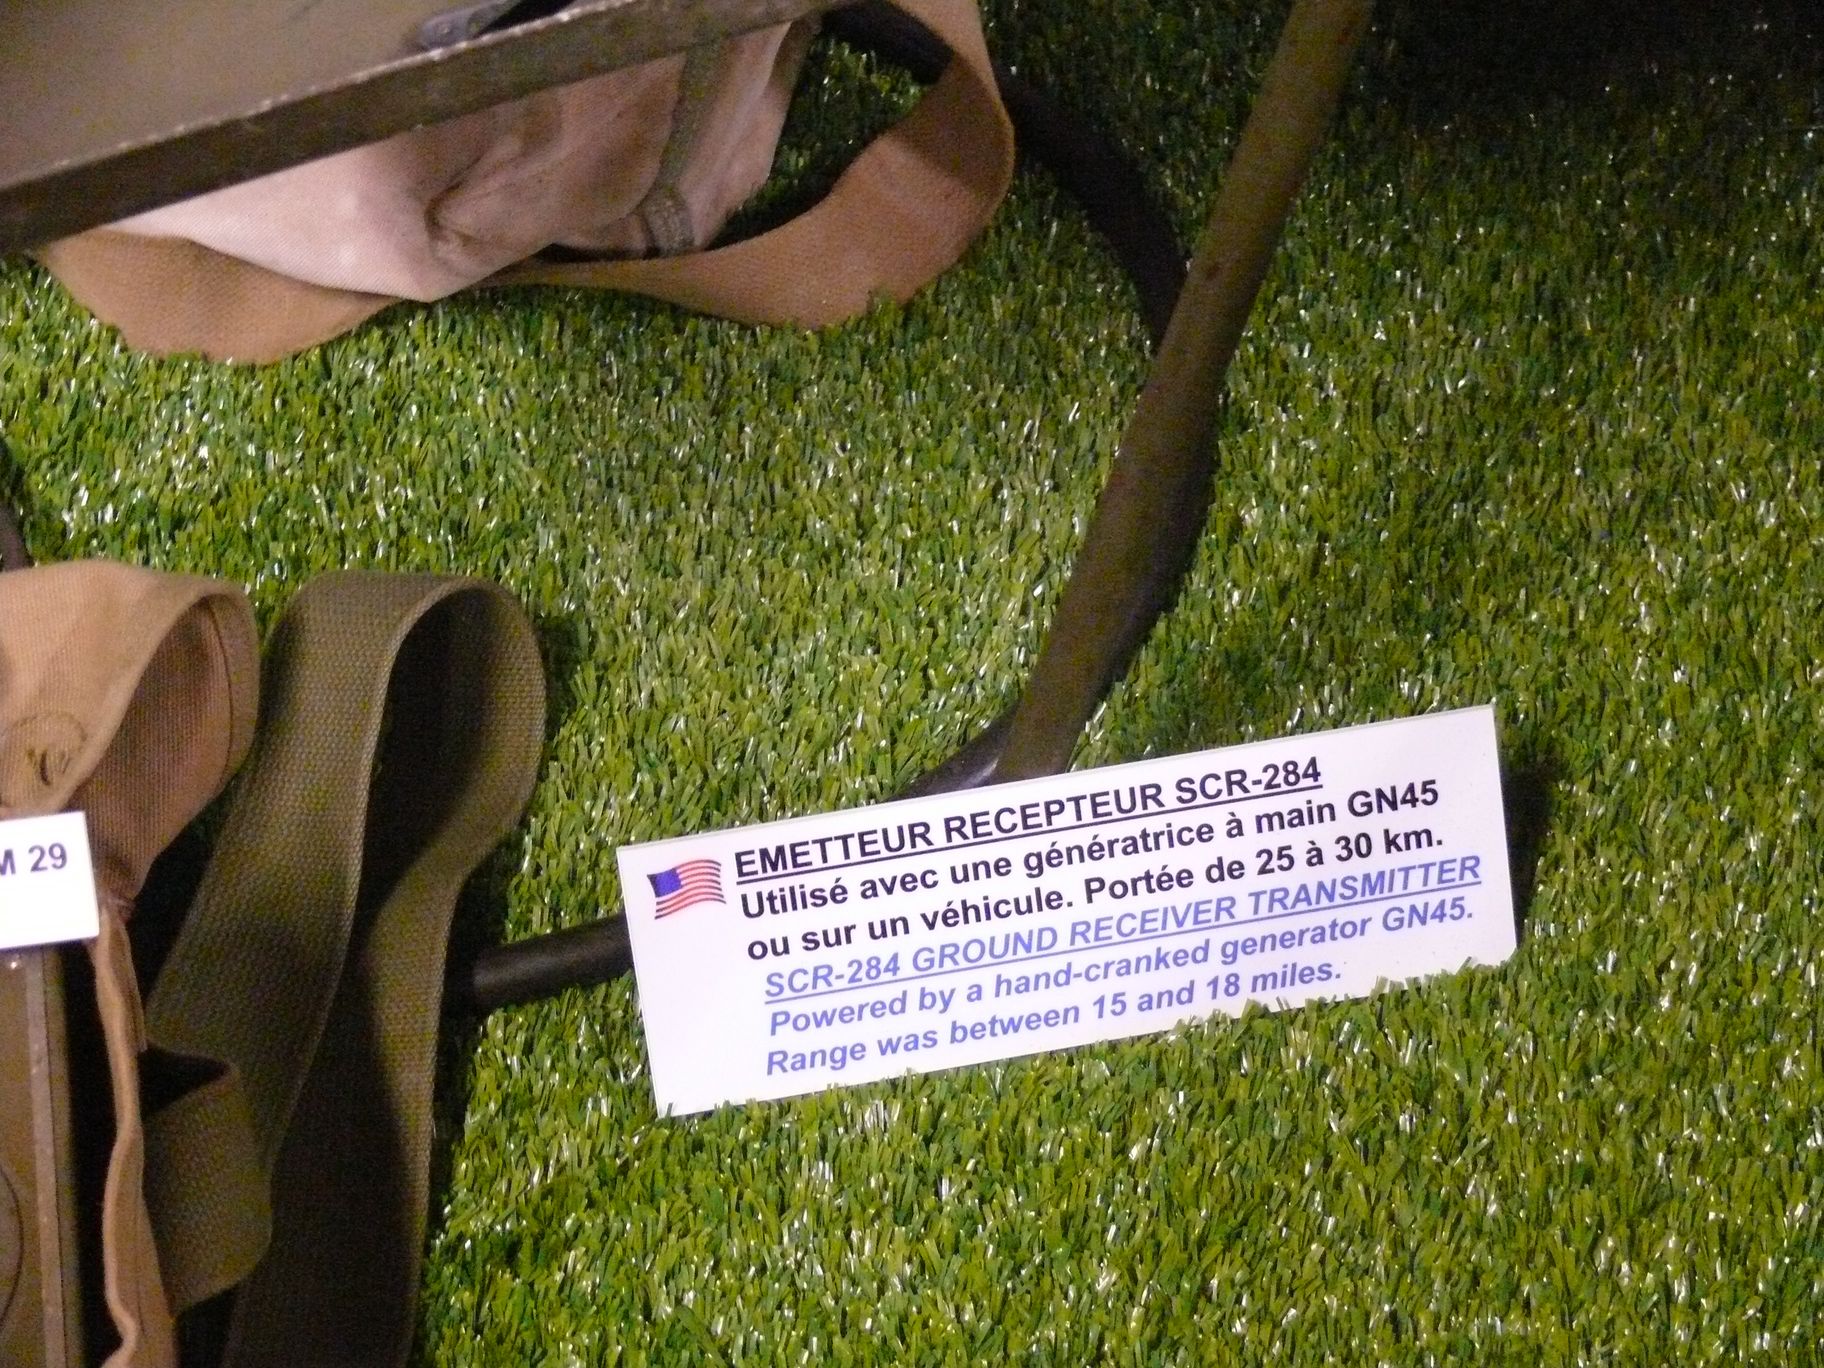 EMETTEUR RECEPTEUR SCR-284
Utilisé avec une génératrice à main GN45
ou sur un véhicule. Portée de 25 à 30 km.
SCR-284 GROUND RECEIVER TRANSMITTER
Powered by a hand-cranked generator GN45.
Range was between 15 and 18 miles.
M 29